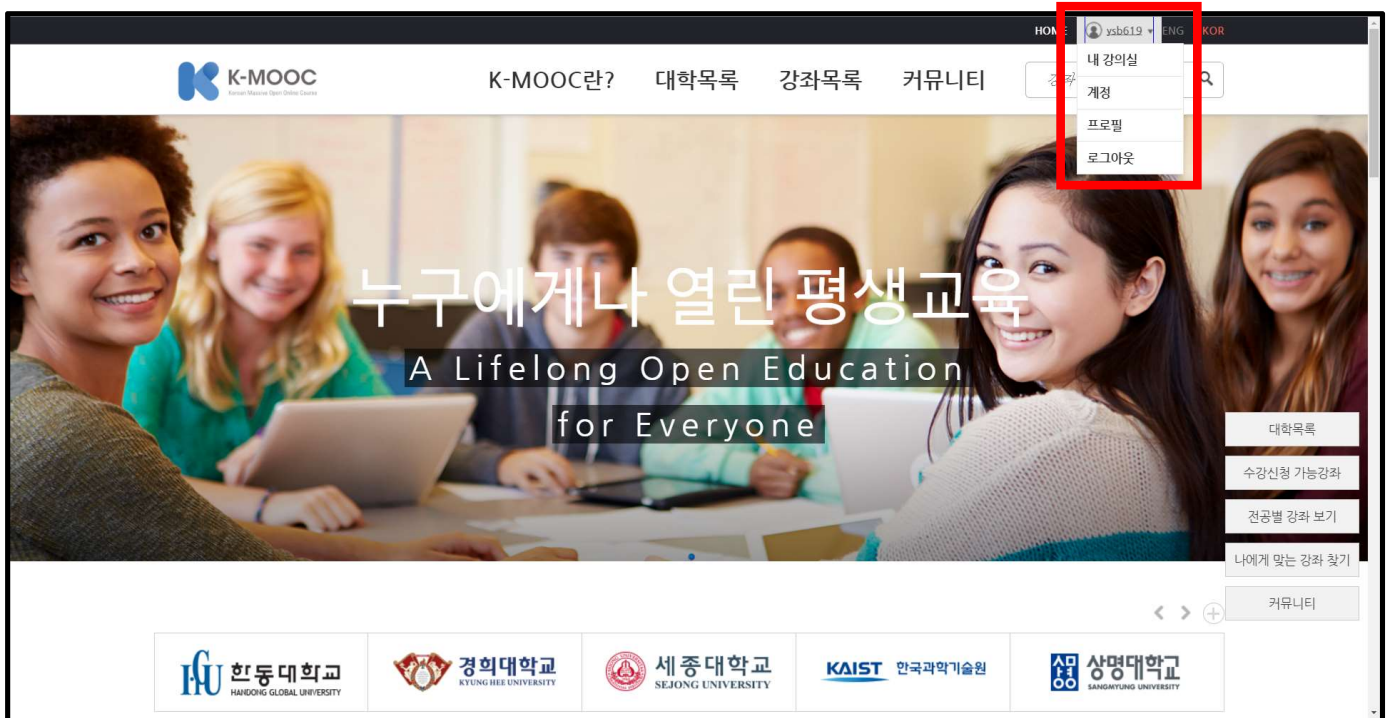 HOME ysb619 ENG KOR
K-MOOC
Korean Massive Open Online Course
K-MOOC란? 대학목록 강좌목록 커뮤니티
내 강의실
계정
프로필
로그아웃
누구에게나 열린 평생교육
A Lifelong Open Education
for Everyone
대학목록
수강신청 가능강좌
전공별 강좌 보기
나에게 맞는 강좌 찾기
커뮤니티
HGU 한동대학교
HANDONG GLOBAL UNIVERSITY
경희대학교
KYUNG HEE UNIVERSITY
세종대학교
SEJONG UNIVERSITY
KAIST 한국과학기술원
상명 상명대학교
SANGMYUNG UNIVERSITY